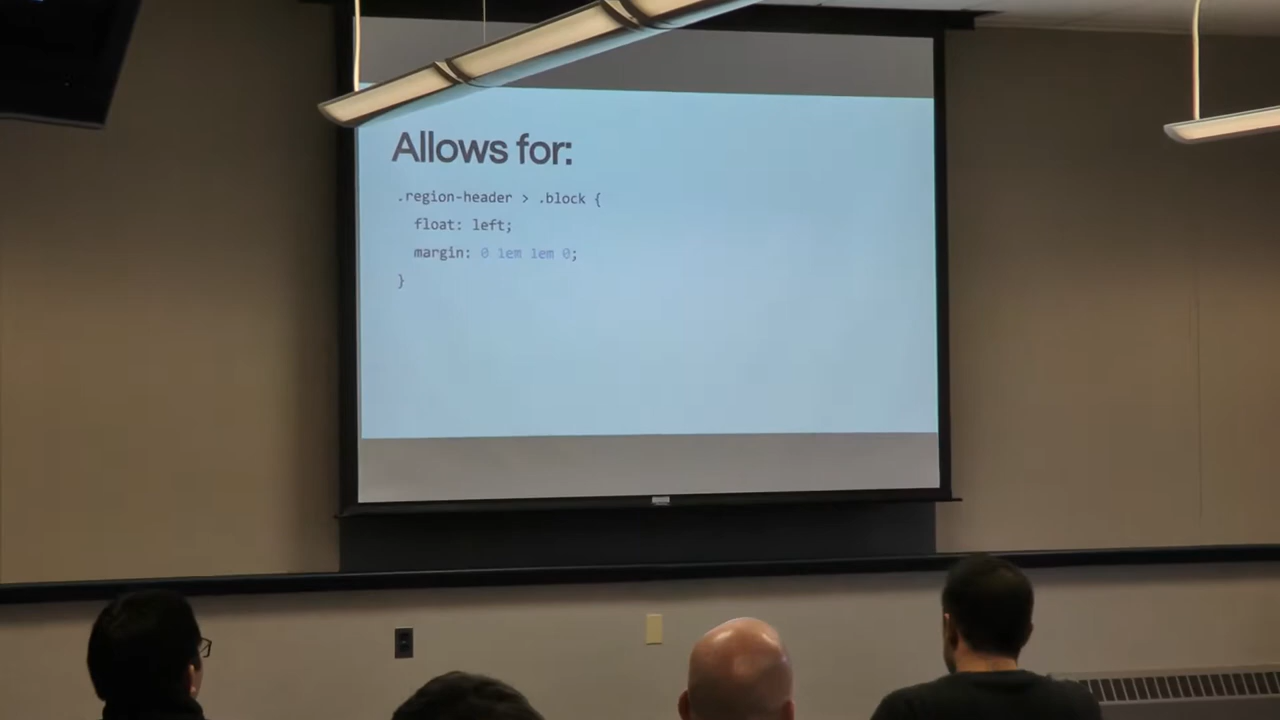 Allows for:
.region-header > .block {
  float: left;
  margin: 0 1em 1em 0;
}